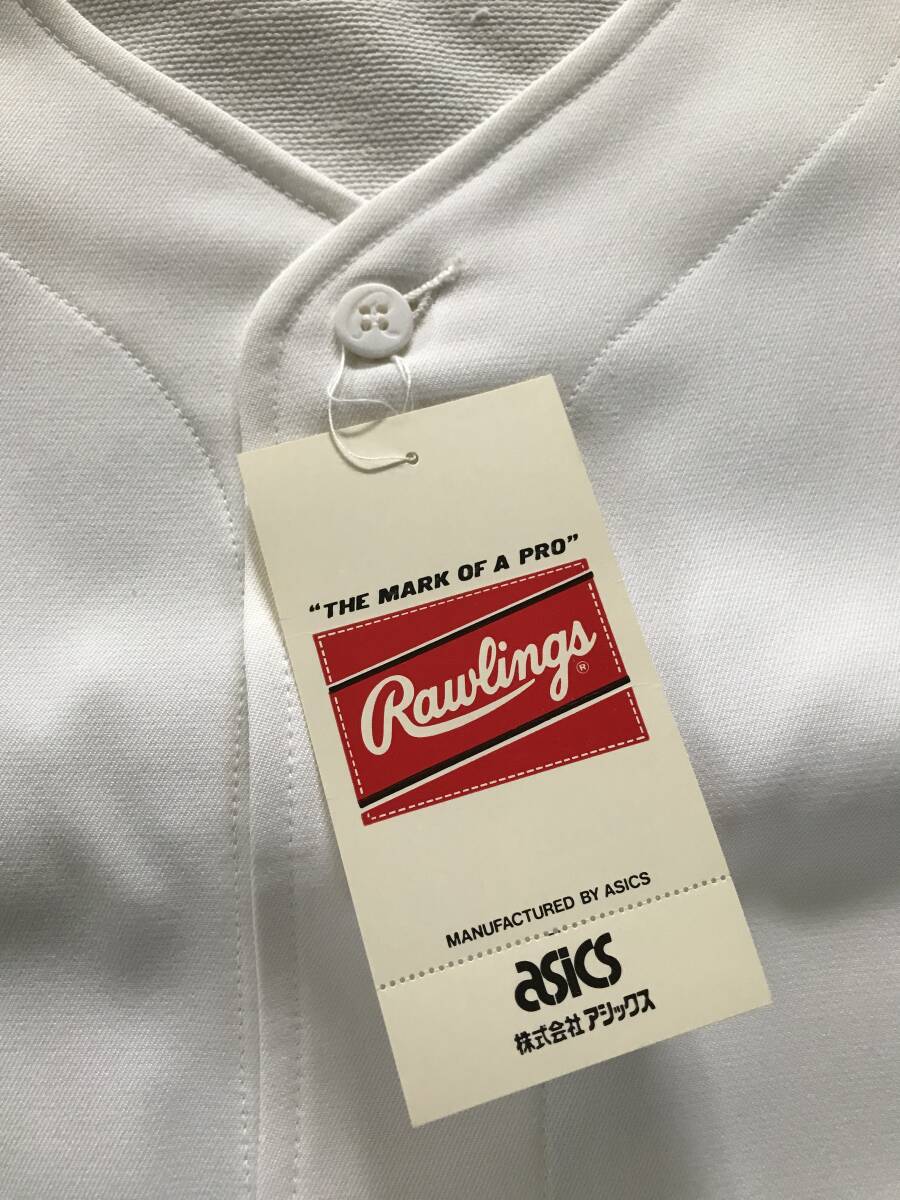 "THE MARK OF A PRO"
Rawlings ®
MANUFACTURED BY ASICS
asics
株式会社 アシックス